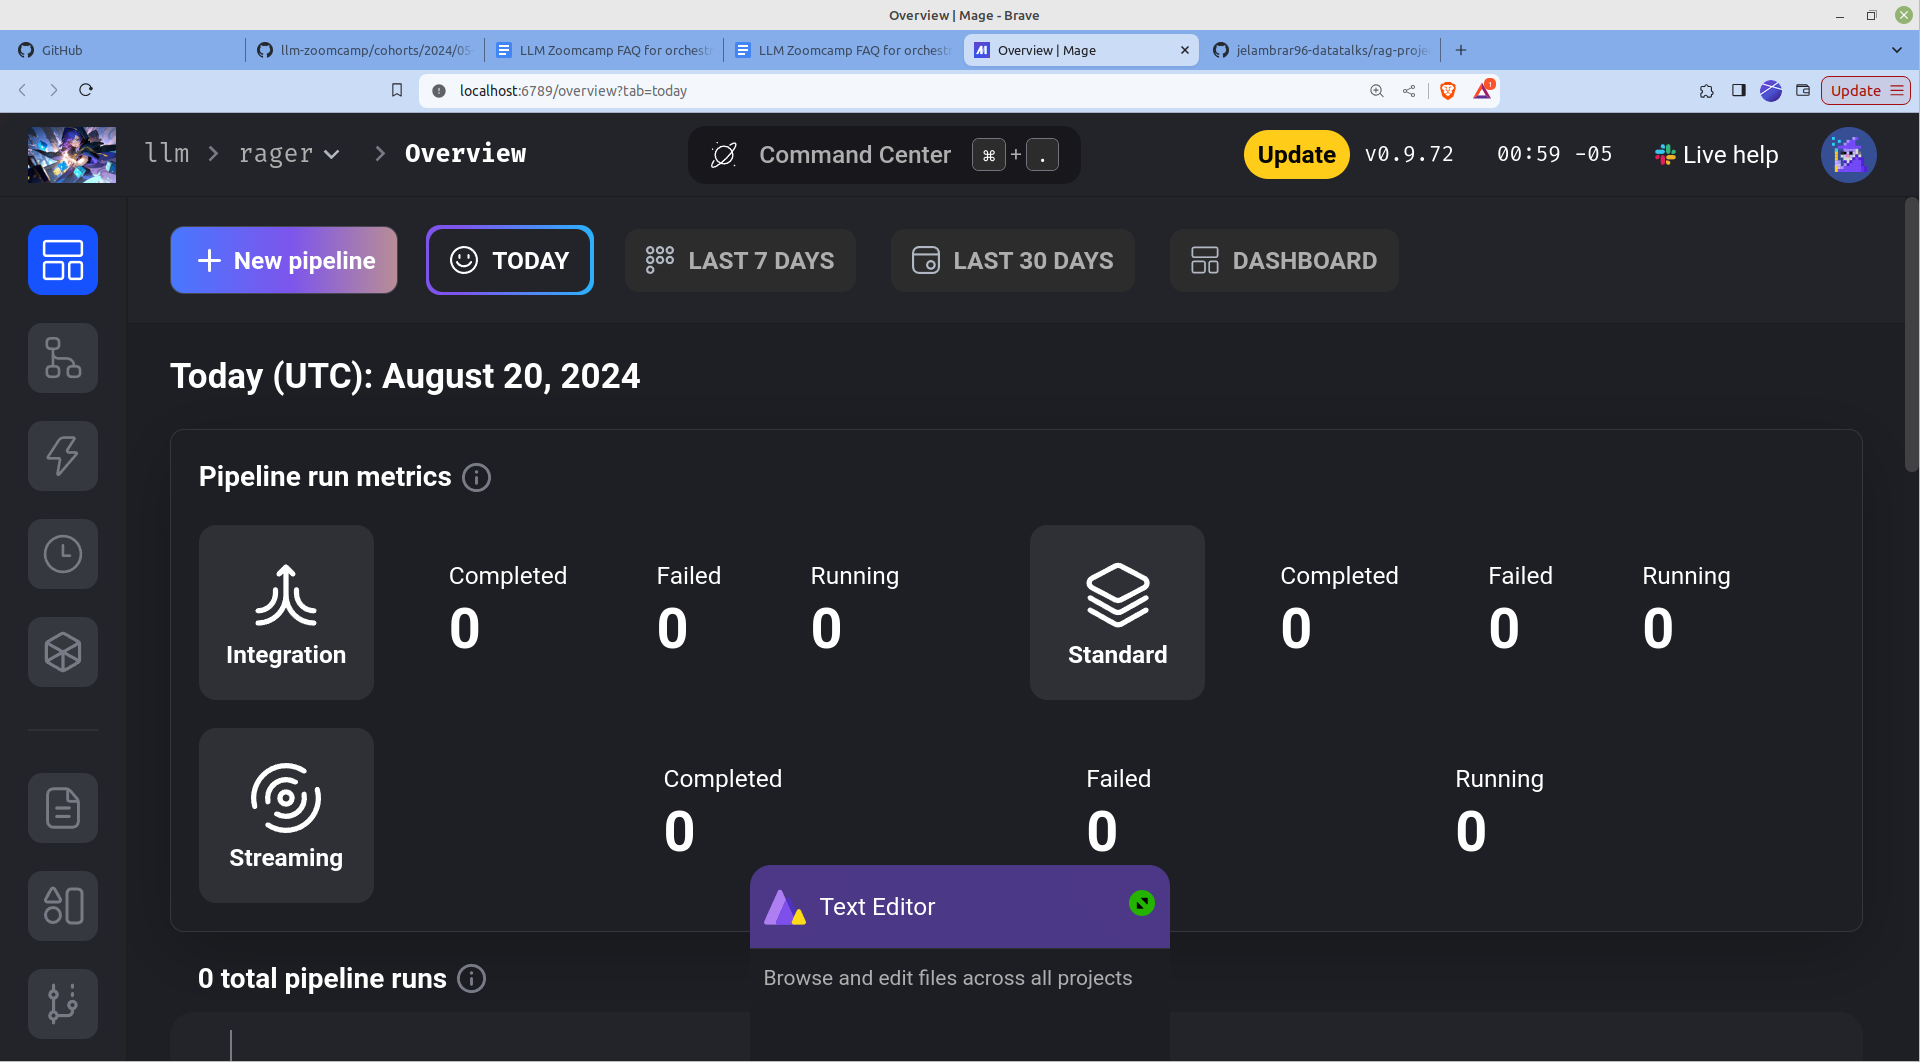 Overview | Mage - Brave
GitHub
llm-zoomcamp/cohorts/2024/05-
LLM Zoomcamp FAQ for orchest
LLM Zoomcamp FAQ for orchest
Overview | Mage
jelambrar96-datatalks/rag-proje
localhost:6789/overview?tab=today
1
Update
llm
rager
Overview
Command Center
⌘ + .
Update
v0.9.72
00:59 -05
Live help
New pipeline
TODAY
LAST 7 DAYS
LAST 30 DAYS
DASHBOARD
Today (UTC): August 20, 2024
Pipeline run metrics
Integration
Completed
0
Failed
0
Running
0
Standard
Completed
0
Failed
0
Running
0
Streaming
Completed
0
Failed
0
Running
0
Text Editor
Browse and edit files across all projects
0 total pipeline runs